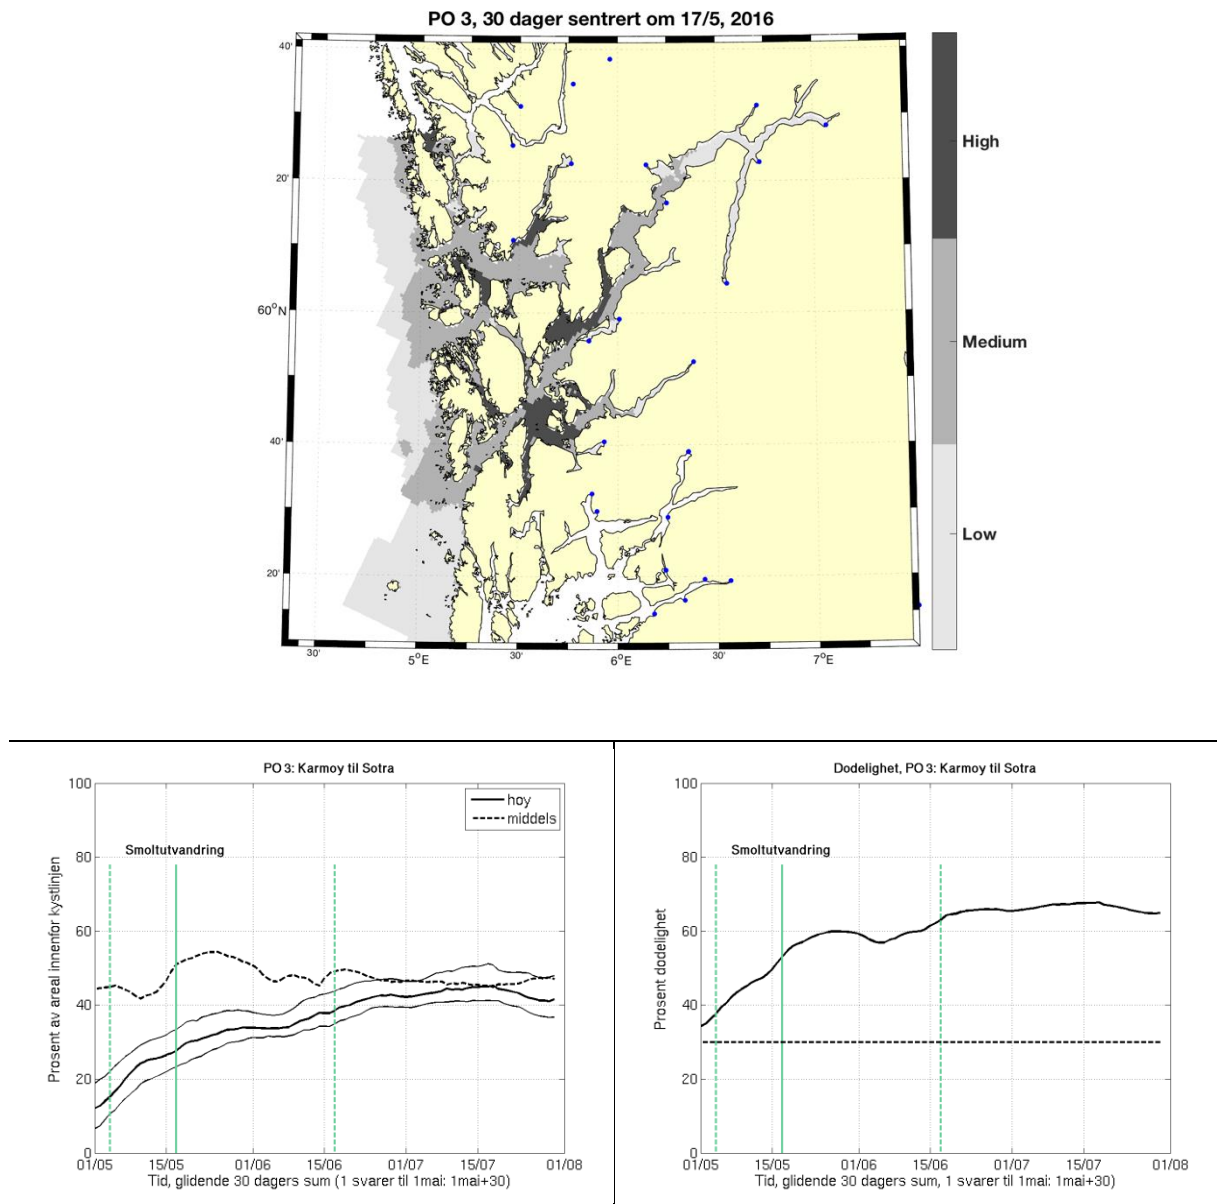 PO 3, 30 dager sentrert om 17/5, 2016
40'
20'
60°N
40'
20'
30'
5°E
30'
6°E
30'
7°E
High
Medium
Low
PO 3: Karmoy til Sotra
100
80
60
40
20
0
Prosent av areal innenfor kystlinjen
Smoltutvandring
hoy
middels
01/05
15/05
01/06
15/06
01/07
15/07
01/08
Tid, glidende 30 dagers sum (1 svarer til 1mai: 1mai+30)
Dodelighet, PO 3: Karmoy til Sotra
100
80
60
40
20
0
Prosent dodelighet
Smoltutvandring
01/05
15/05
01/06
15/06
01/07
15/07
01/08
Tid, glidende 30 dagers sum, 1 svarer til 1mai: 1mai+30)